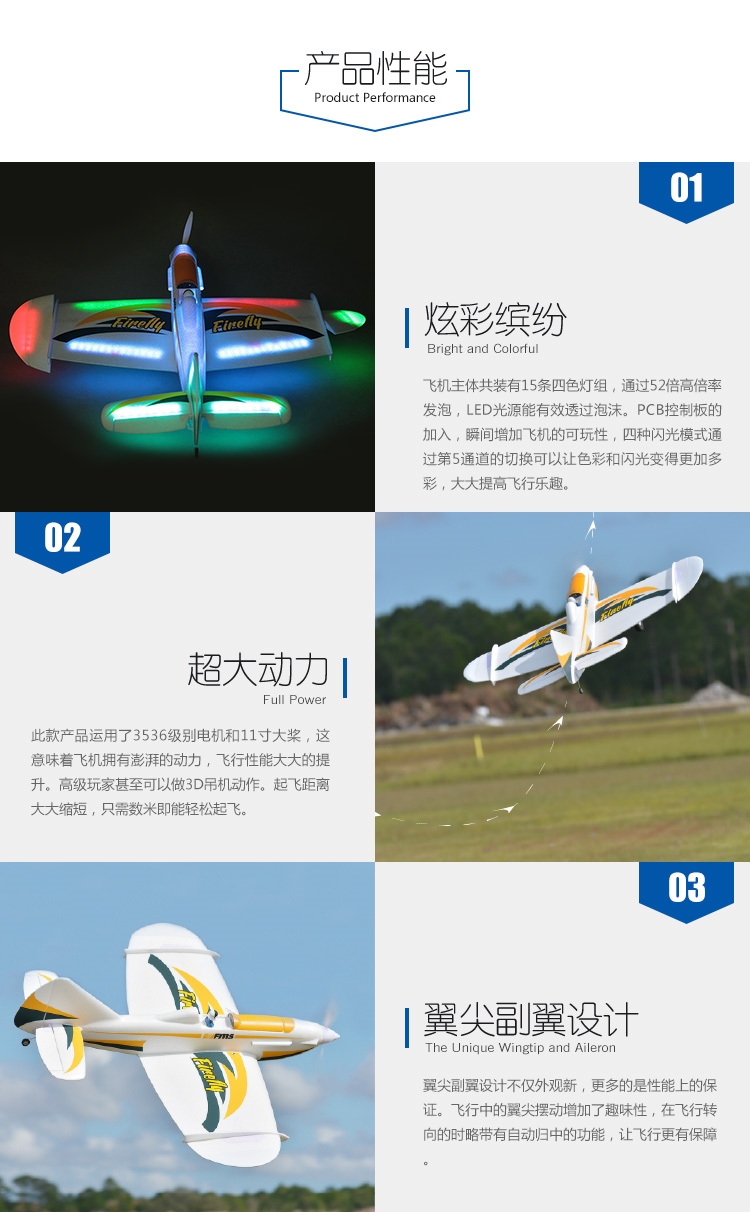 产品性能
Product Performance
01
Firefly
Firefly
炫彩缤纷
Bright and Colorful
飞机主体共装有15条四色灯组，通过52倍高倍率
发泡，LED光源能有效透过泡沫。PCB控制板的
加入，瞬间增加飞机的可玩性，四种闪光模式通
过第5通道的切换可以让色彩和闪光变得更加多
彩，大大提高飞行乐趣。
02
超大动力
Full Power
此款产品运用了3536级别电机和11寸大桨，这
意味着飞机拥有澎湃的动力，飞行性能大大的提
升。高级玩家甚至可以做3D吊机动作。起飞距离
大大缩短，只需数米即能轻松起飞。
Firefly
03
翼尖副翼设计
The Unique Wingtip and Aileron
翼尖副翼设计不仅外观新，更多的是性能上的保
证。飞行中的翼尖摆动增加了趣味性，在飞行转
向的时略带有自动归中的功能，让飞行更有保障
。
FMS
Firefly